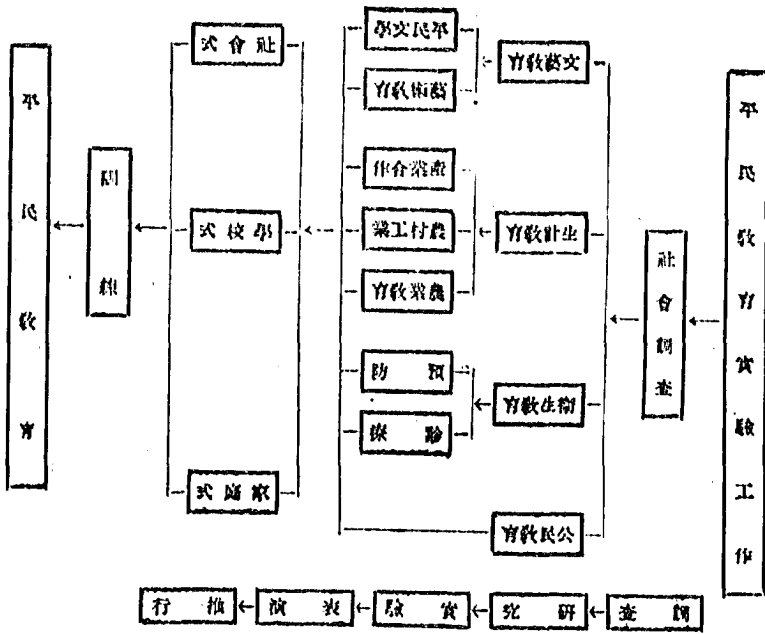 平民教育實驗工作
社會調查
文藝教育
生計教育
衛生教育
公民教育
平民文學
藝術教育
產業合作
農村工業
農業教育
預防
診療
社會式
學校式
家庭式
訓練
平民教育
調查
研究
實驗
表演
推行